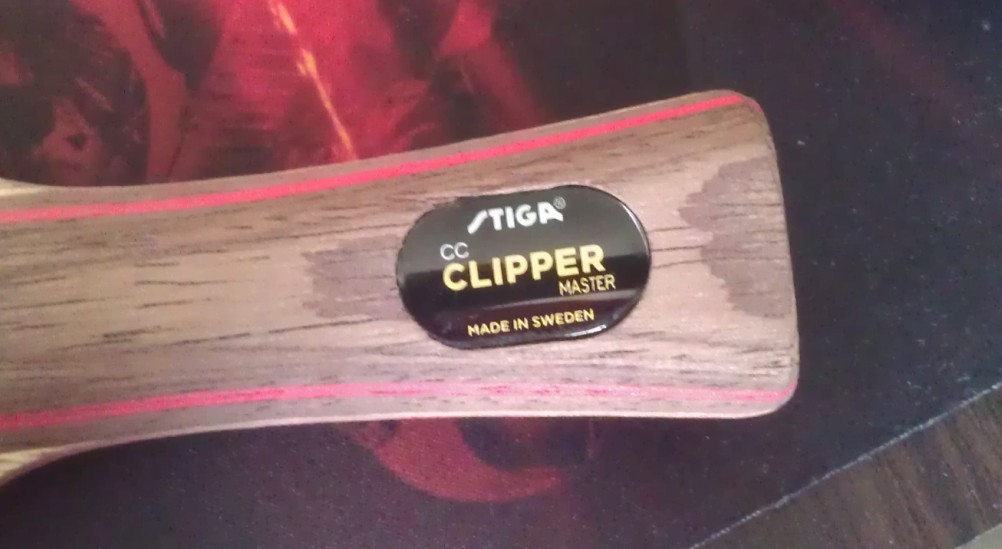 STIGA®
CC
CLIPPER
MASTER
MADE IN SWEDEN